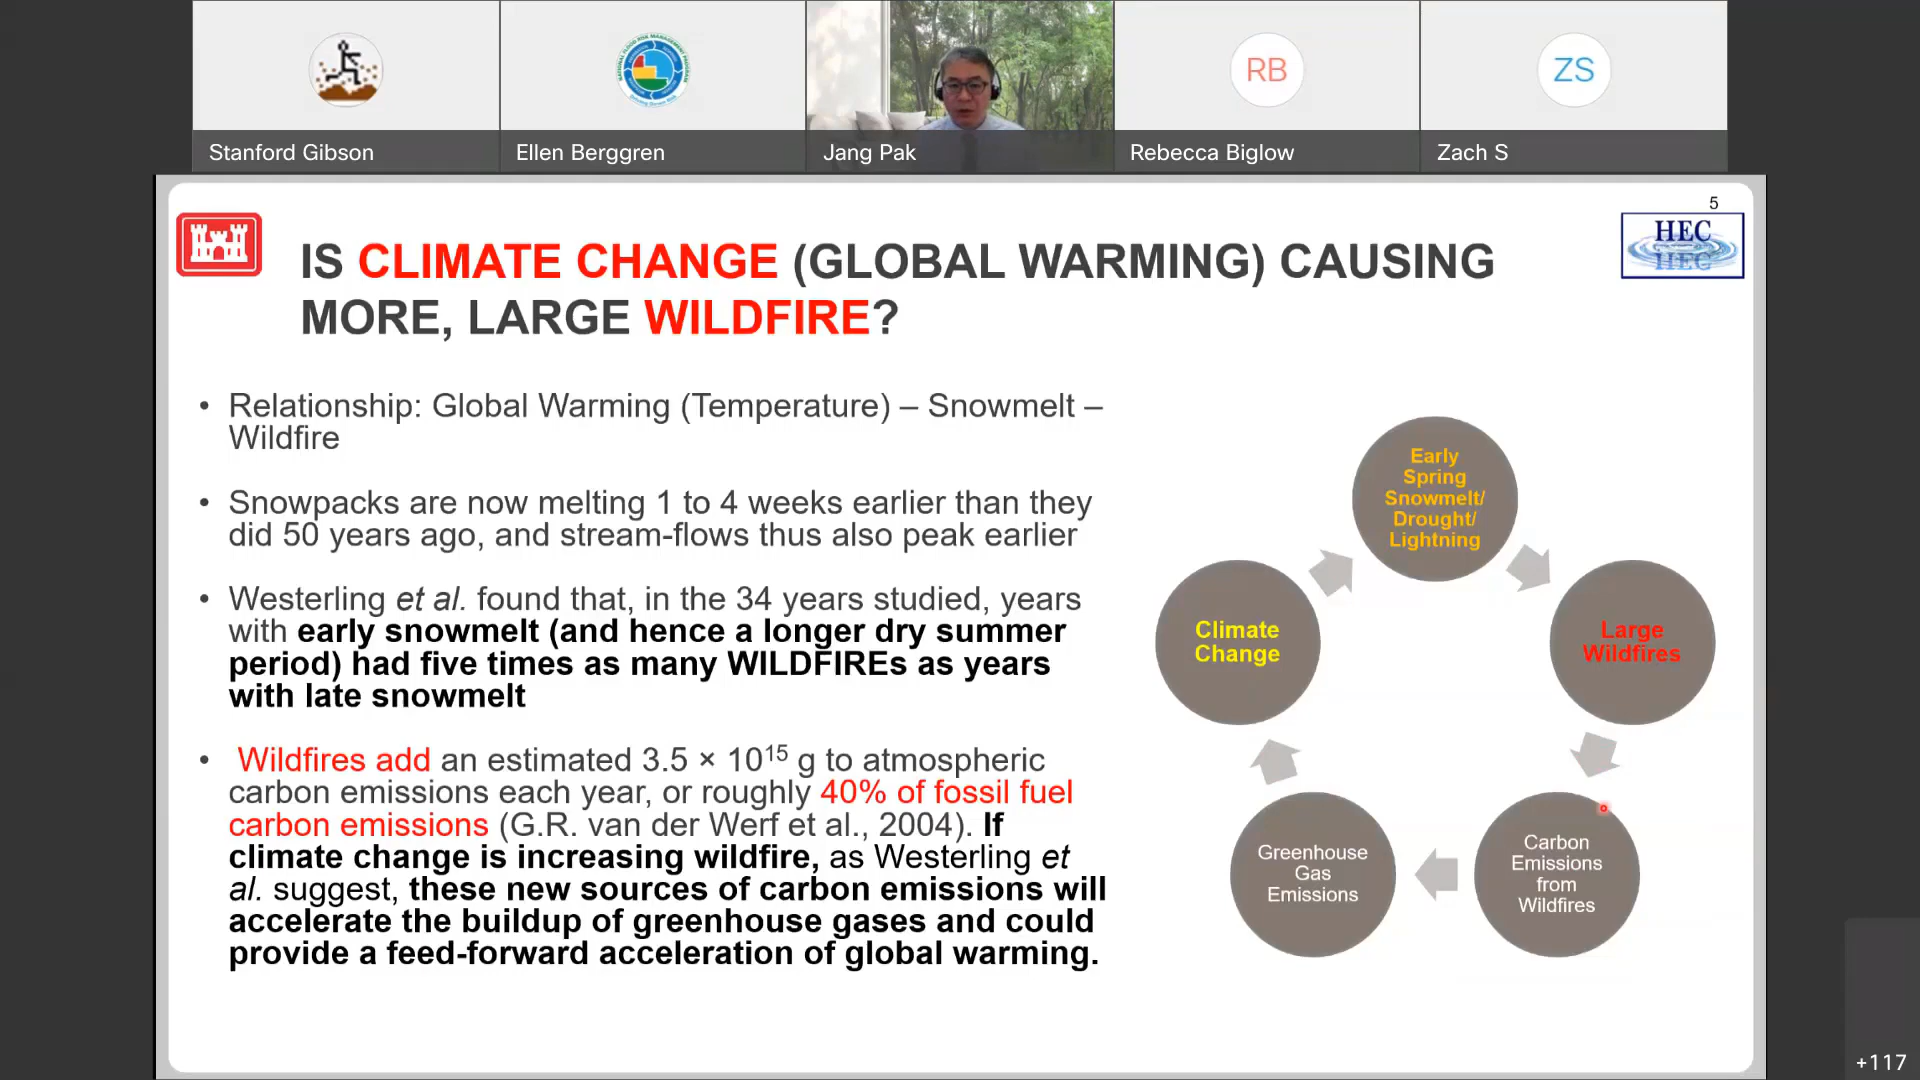 RB
ZS
Stanford Gibson
Ellen Berggren
Jang Pak
Rebecca Biglow
Zach S
5
HEC
IS CLIMATE CHANGE (GLOBAL WARMING) CAUSING
MORE, LARGE WILDFIRE?
• Relationship: Global Warming (Temperature) – Snowmelt –
Wildfire
• Snowpacks are now melting 1 to 4 weeks earlier than they
did 50 years ago, and stream-flows thus also peak earlier
• Westerling et al. found that, in the 34 years studied, years
with early snowmelt (and hence a longer dry summer
period) had five times as many WILDFIREs as years
with late snowmelt
• Wildfires add an estimated 3.5 × 10¹⁵ g to atmospheric
carbon emissions each year, or roughly 40% of fossil fuel
carbon emissions (G.R. van der Werf et al., 2004). If
climate change is increasing wildfire, as Westerling et
al. suggest, these new sources of carbon emissions will
accelerate the buildup of greenhouse gases and could
provide a feed-forward acceleration of global warming.
Early
Spring
Snowmelt/
Drought/
Lightning
Large
Wildfires
Carbon
Emissions
from
Wildfires
Greenhouse
Gas
Emissions
Climate
Change
+117